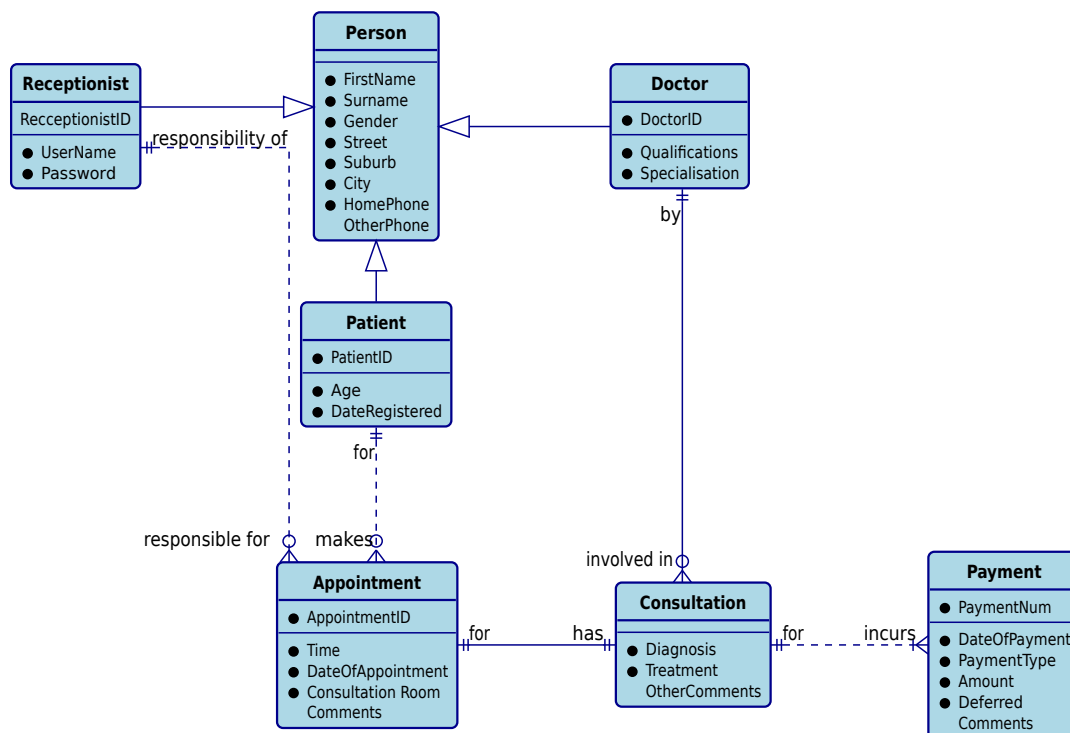 Person
FirstName
Surname
Gender
Street
Suburb
City
HomePhone
OtherPhone
Receptionist
RecceptionistID
UserName
Password
responsibility of
Doctor
DoctorID
Qualifications
Specialisation
by
Patient
PatientID
Age
DateRegistered
for
responsible for
makes
involved in
Appointment
AppointmentID
Time
DateOfAppointment
Consultation Room
Comments
for
has
Consultation
Diagnosis
Treatment
OtherComments
for
incurs
Payment
PaymentNum
DateOfPayment
PaymentType
Amount
Deferred
Comments